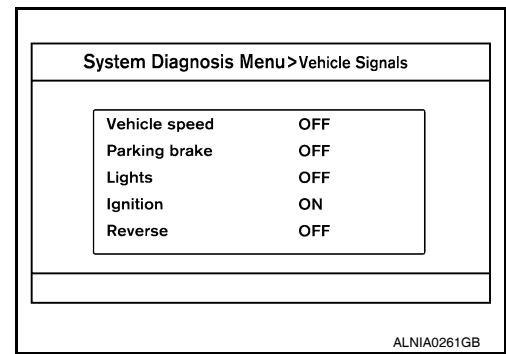 System Diagnosis Menu>Vehicle Signals
Vehicle speed OFF
Parking brake OFF
Lights OFF
Ignition ON
Reverse OFF
ALNIA0261GB